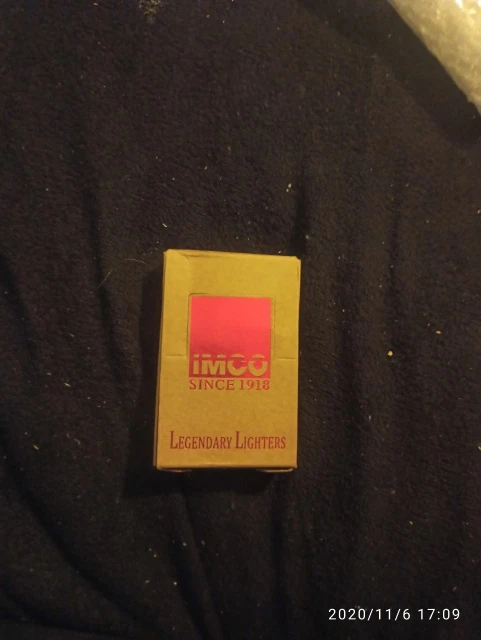 IMCO
SINCE 1918
LEGENDARY LIGHTERS
2020/11/6 17:09